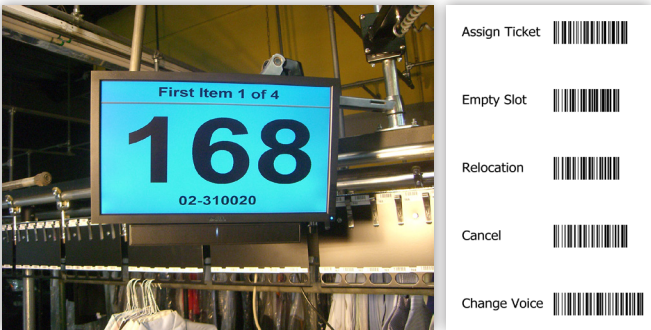 First Item 1 of 4
168
02-310020
Assign Ticket
Empty Slot
Relocation
Cancel
Change Voice